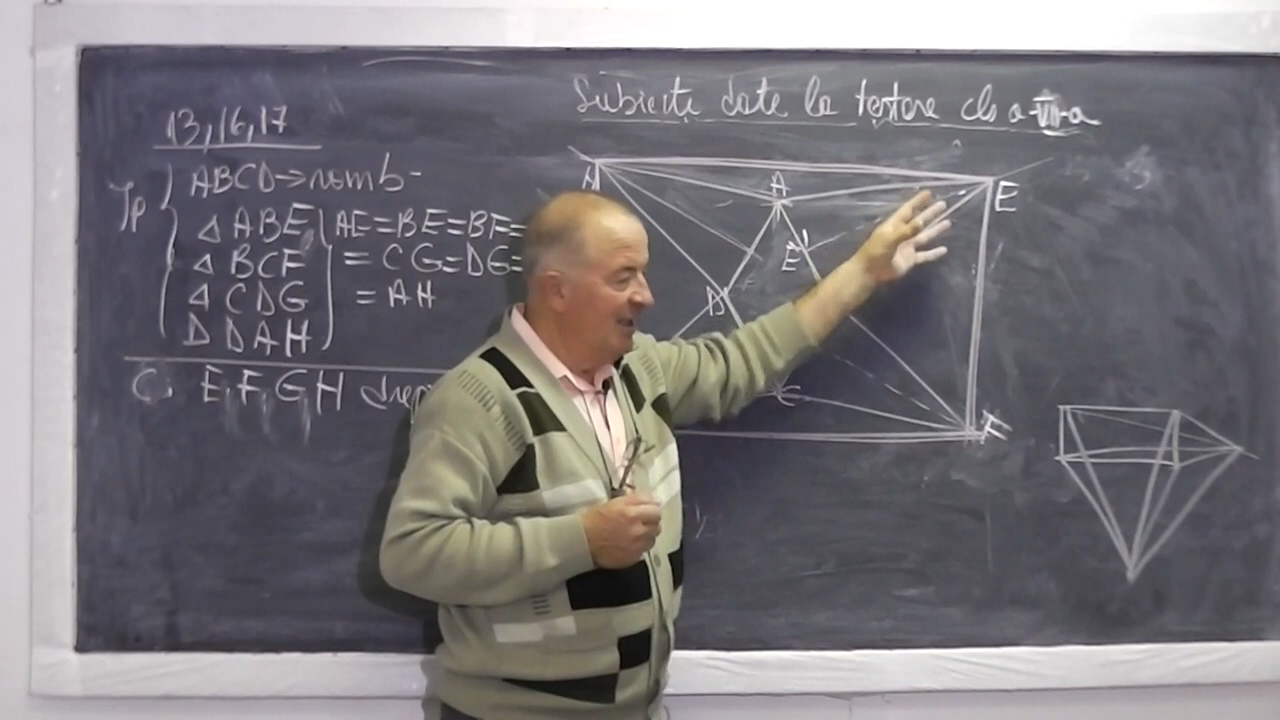 Subiecte date la testare cls a VII-a
13, 16, 17
Ip
ABCD → romb
△ ABE AE = BE = BF =
△ BCF = CG = DG =
△ CDG = AH
D DAH
C. E, F, G, H drep
H
A
E
E'
D
C
F